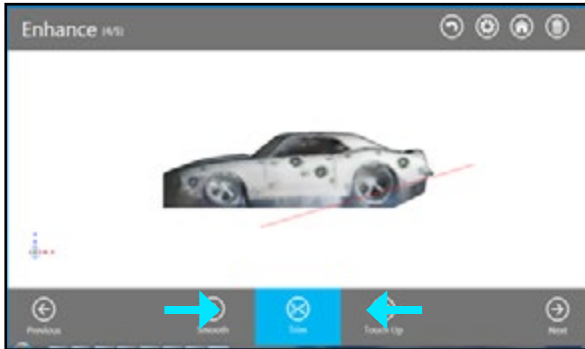 Enhance (4/5)
Previous
Smooth
Trim
Touch Up
Next